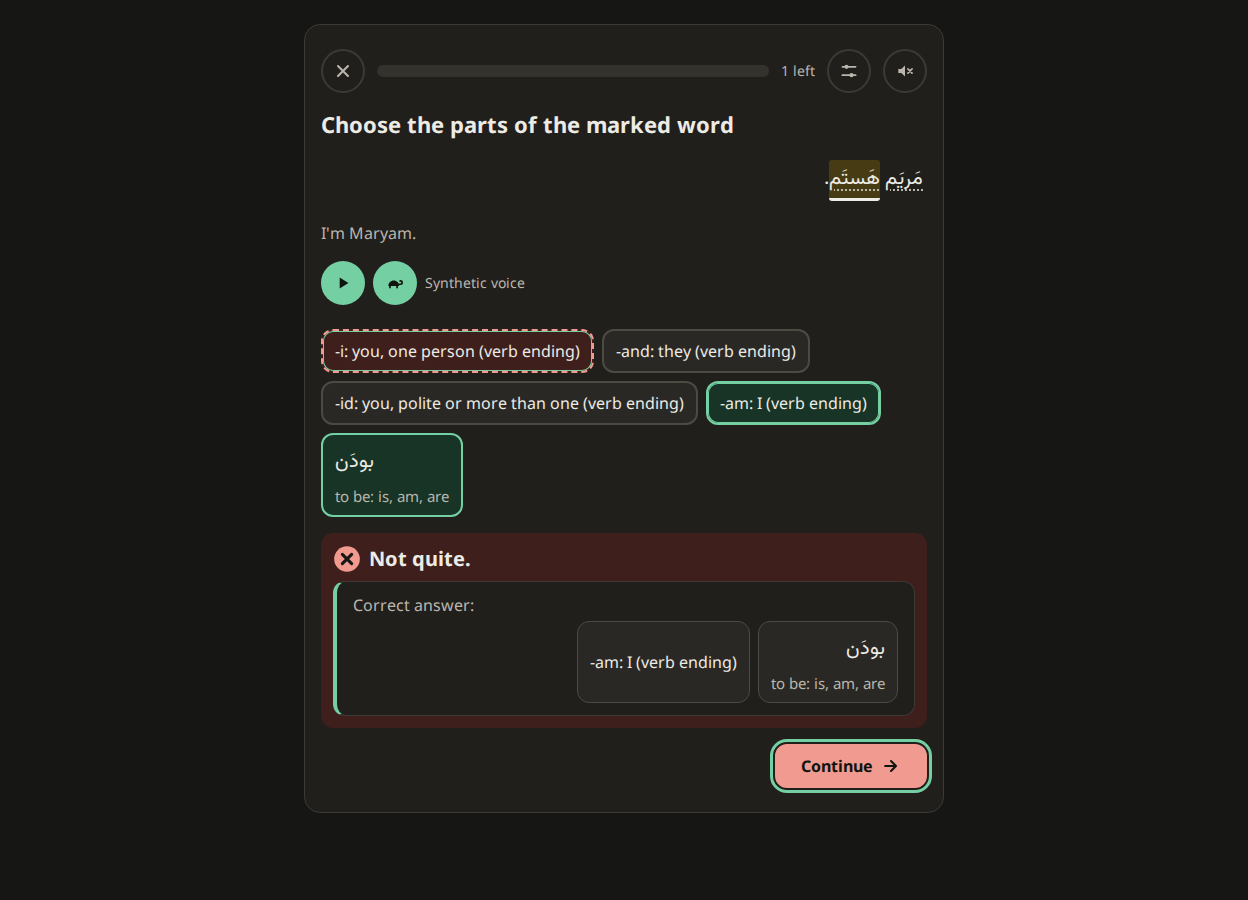 1 left
Choose the parts of the marked word
مَریَم هَستَم.
I'm Maryam.
Synthetic voice
-i: you, one person (verb ending)
-and: they (verb ending)
-id: you, polite or more than one (verb ending)
-am: I (verb ending)
بودَن
to be: is, am, are
Not quite.
Correct answer:
بودَن
to be: is, am, are
-am: I (verb ending)
Continue